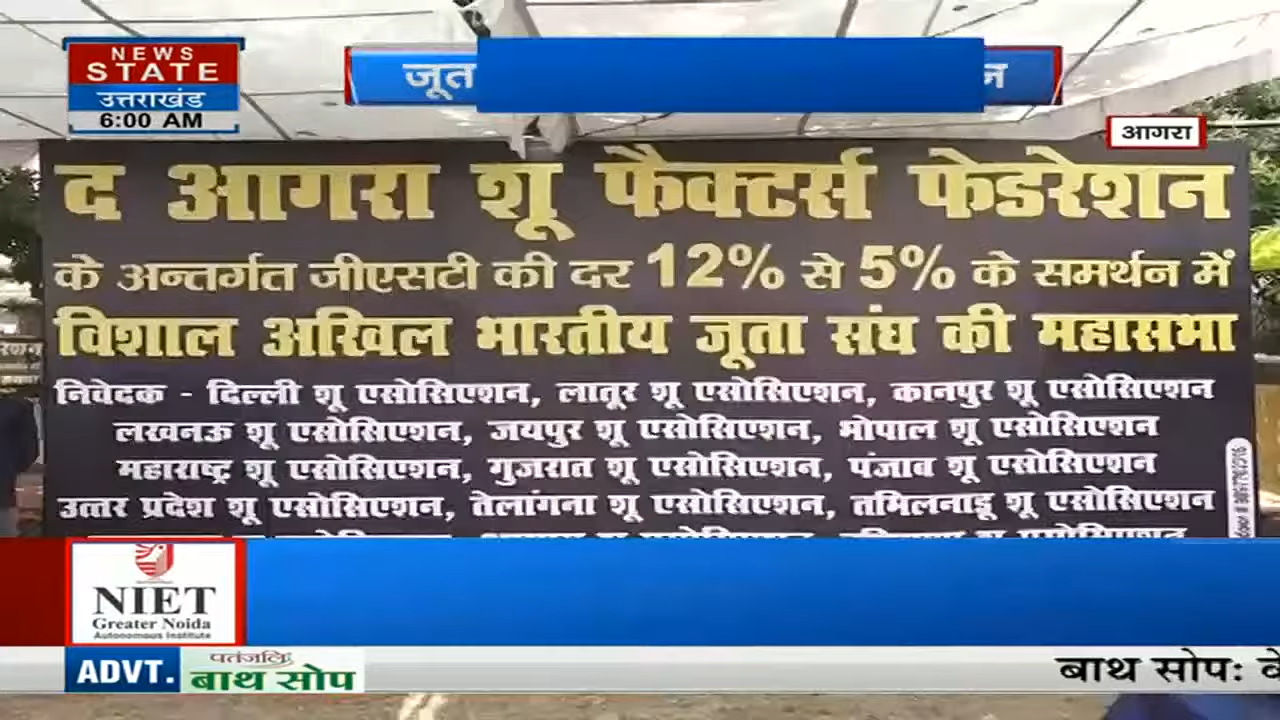 NEWS
STATE
उत्तराखंड
6:00 AM
जूत
आगरा
द आगरा शू फैक्टर्स फेडरेशन
के अन्तर्गत जीएसटी की दर 12% से 5% के समर्थन में
विशाल अखिल भारतीय जूता संघ की महासभा
निवेदक - दिल्ली शू एसोसिएशन, लातूर शू एसोसिएशन, कानपुर शू एसोसिएशन
लखनऊ शू एसोसिएशन, जयपुर शू एसोसिएशन, भोपाल शू एसोसिएशन
महाराष्ट्र शू एसोसिएशन, गुजरात शू एसोसिएशन, पंजाब शू एसोसिएशन
उत्तर प्रदेश शू एसोसिएशन, तेलांगना शू एसोसिएशन, तमिलनाडू शू एसोसिएशन
NIET
Greater Noida
Autonomous Institute
ADVT.
पतंजलि
बाथ सोप
बाथ सोप: के